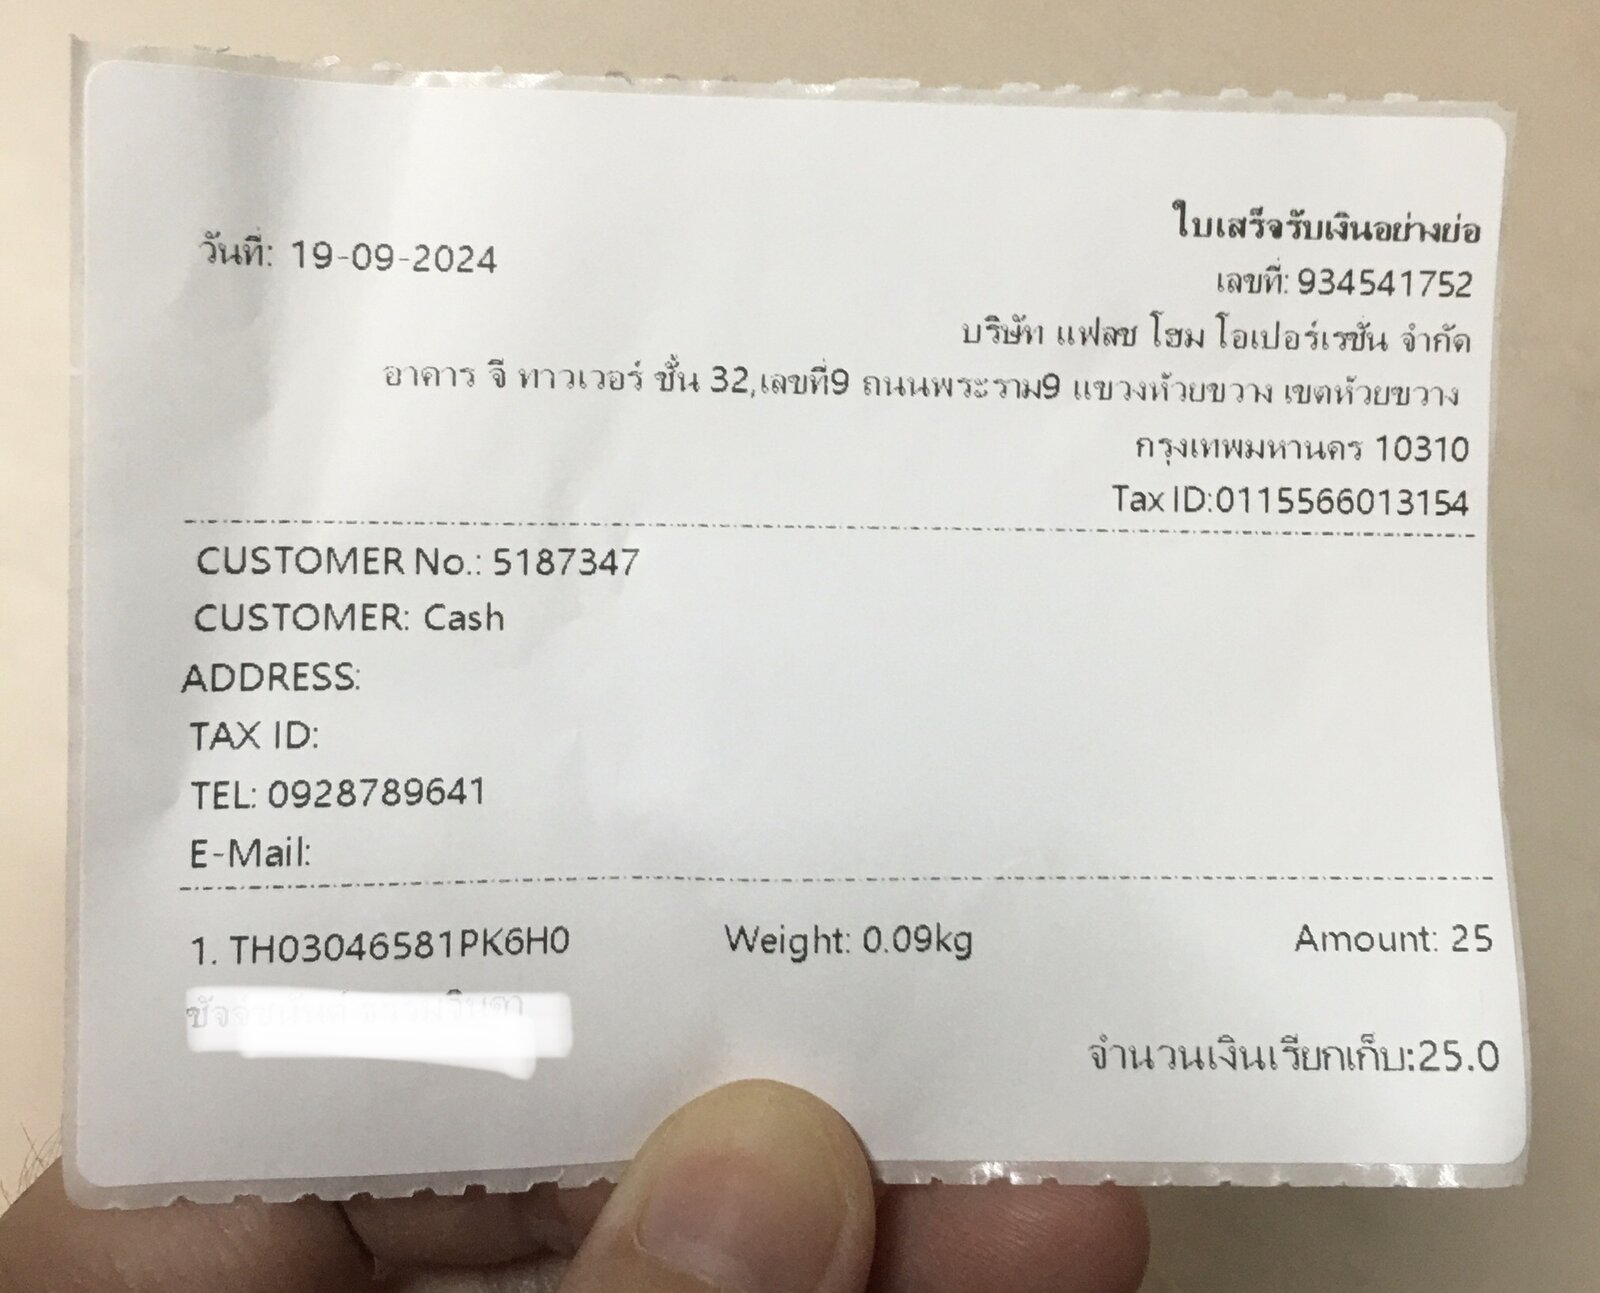 วันที่: 19-09-2024
ใบเสร็จรับเงินอย่างย่อ
เลขที่: 934541752
บริษัท แฟลช โฮม โอเปอร์เรชั่น จำกัด
อาคาร จี ทาวเวอร์ ชั้น 32,เลขที่9 ถนนพระราม9 แขวงห้วยขวาง เขตห้วยขวาง
กรุงเทพมหานคร 10310
Tax ID:0115566013154
CUSTOMER No.: 5187347
CUSTOMER: Cash
ADDRESS:
TAX ID:
TEL: 0928789641
E-Mail:
1. TH03046581PK6H0 Weight: 0.09kg Amount: 25
จำนวนเงินเรียกเก็บ:25.0